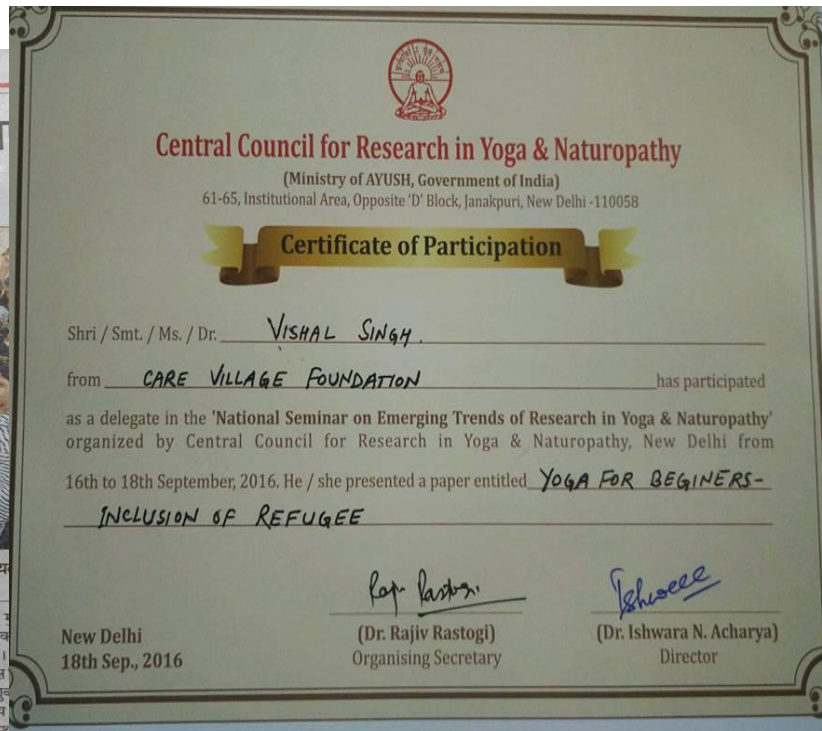 Central Council for Research in Yoga & Naturopathy
(Ministry of AYUSH, Government of India)
61-65, Institutional Area, Opposite 'D' Block, Janakpuri, New Delhi -110058
Certificate of Participation
Shri / Smt. / Ms. / Dr. VISHAL SINGH.
from CARE VILLAGE FOUNDATION has participated
as a delegate in the 'National Seminar on Emerging Trends of Research in Yoga & Naturopathy'
organized by Central Council for Research in Yoga & Naturopathy, New Delhi from
16th to 18th September, 2016. He / she presented a paper entitled YOGA FOR BEGINERS-
INCLUSION OF REFUGEE
Raj Rastogi
(Dr. Rajiv Rastogi)
Organising Secretary
(Dr. Ishwara N. Acharya)
Director
New Delhi
18th Sep., 2016